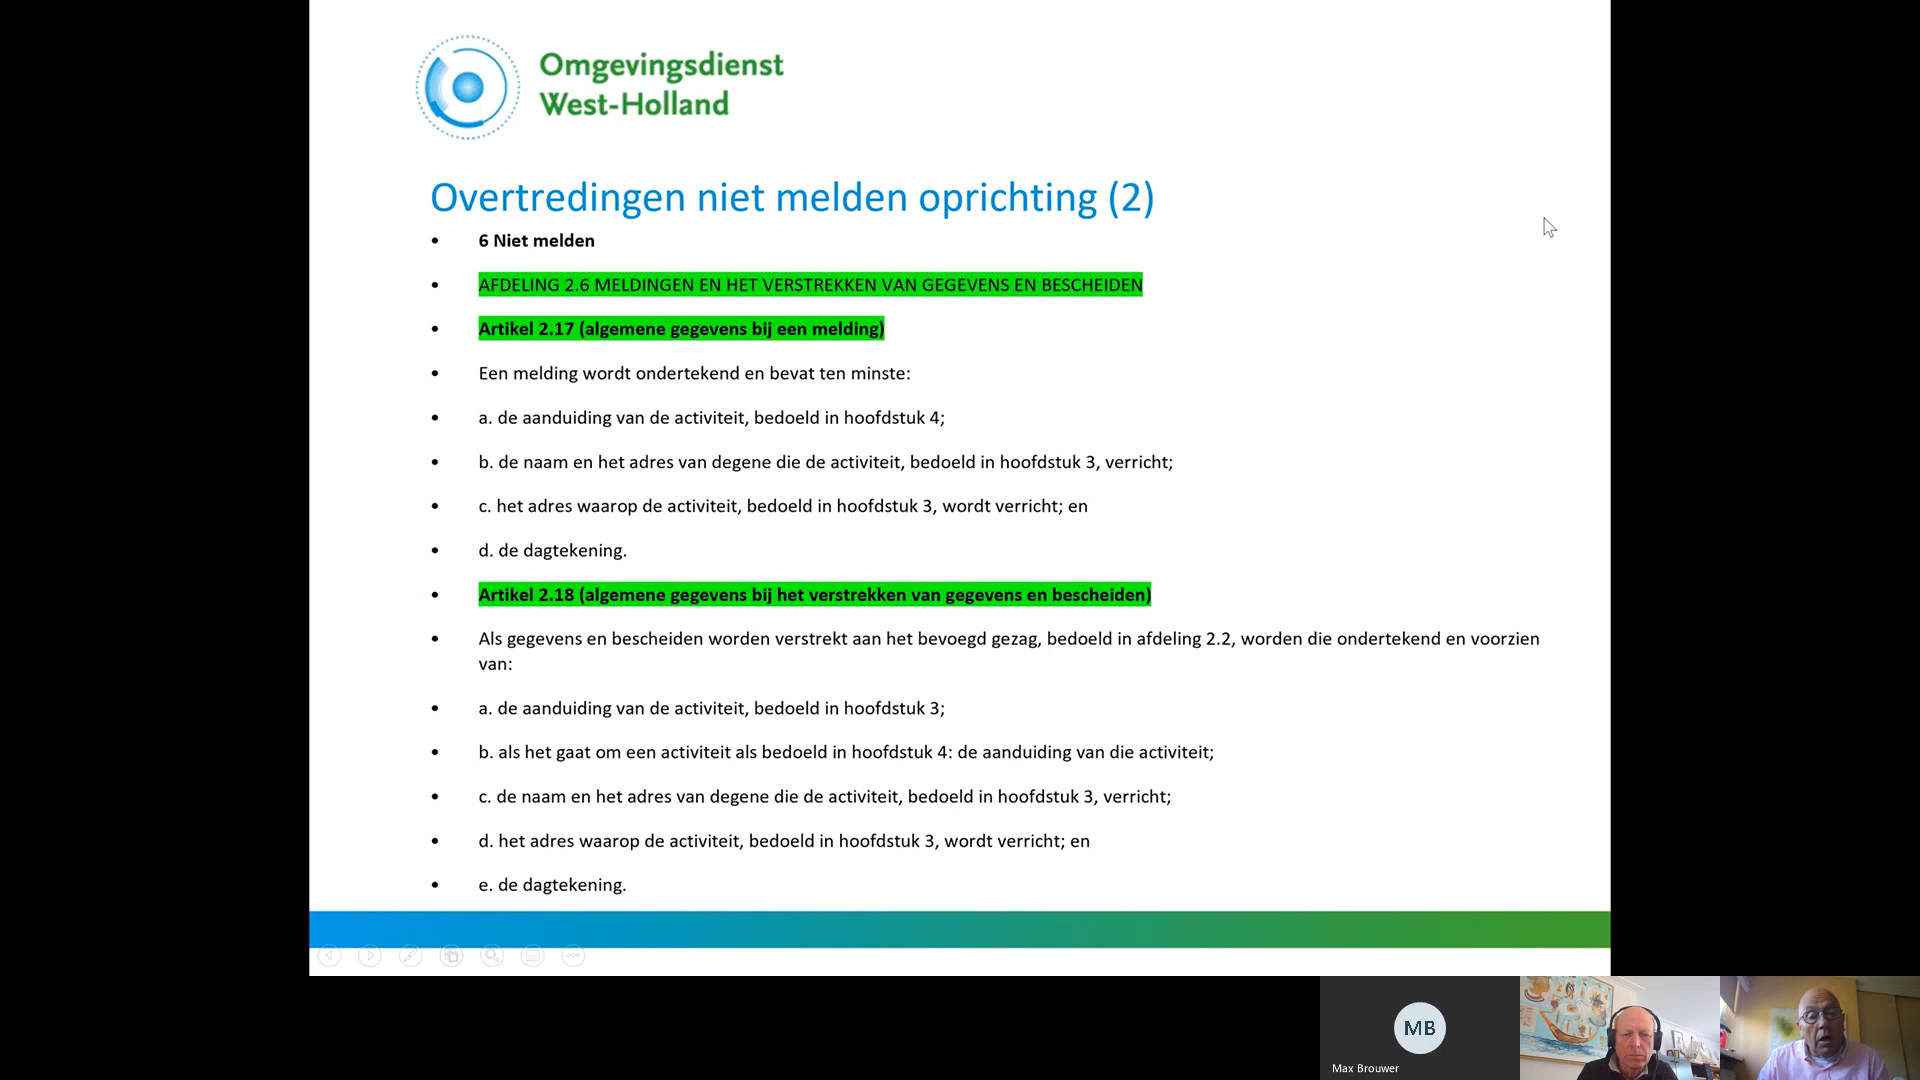 Omgevingsdienst
West-Holland
Overtredingen niet melden oprichting (2)
• 6 Niet melden
• AFDELING 2.6 MELDINGEN EN HET VERSTREKKEN VAN GEGEVENS EN BESCHEIDEN
• Artikel 2.17 (algemene gegevens bij een melding)
• Een melding wordt ondertekend en bevat ten minste:
• a. de aanduiding van de activiteit, bedoeld in hoofdstuk 4;
• b. de naam en het adres van degene die de activiteit, bedoeld in hoofdstuk 3, verricht;
• c. het adres waarop de activiteit, bedoeld in hoofdstuk 3, wordt verricht; en
• d. de dagtekening.
• Artikel 2.18 (algemene gegevens bij het verstrekken van gegevens en bescheiden)
• Als gegevens en bescheiden worden verstrekt aan het bevoegd gezag, bedoeld in afdeling 2.2, worden die ondertekend en voorzien
van:
• a. de aanduiding van de activiteit, bedoeld in hoofdstuk 3;
• b. als het gaat om een activiteit als bedoeld in hoofdstuk 4: de aanduiding van die activiteit;
• c. de naam en het adres van degene die de activiteit, bedoeld in hoofdstuk 3, verricht;
• d. het adres waarop de activiteit, bedoeld in hoofdstuk 3, wordt verricht; en
• e. de dagtekening.
MB
Max Brouwer